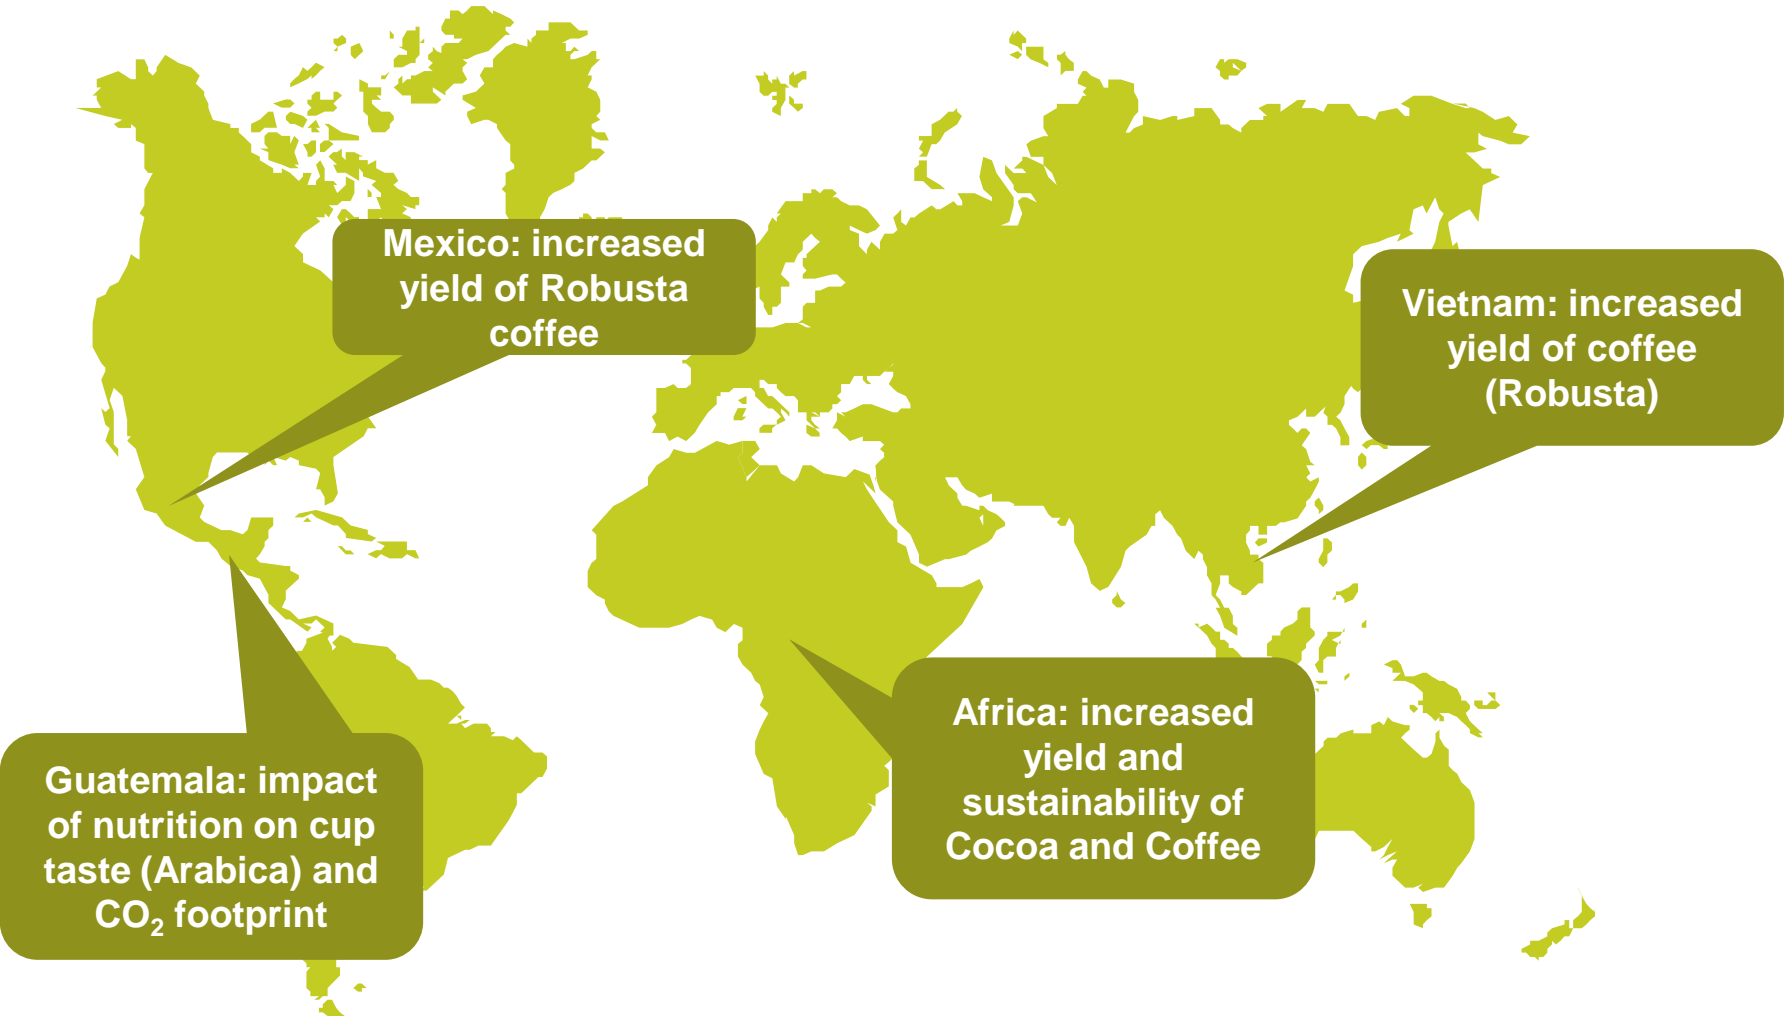 Mexico: increased
yield of Robusta
coffee
Vietnam: increased
yield of coffee
(Robusta)
Africa: increased
yield and
sustainability of
Cocoa and Coffee
Guatemala: impact
of nutrition on cup
taste (Arabica) and
CO₂ footprint